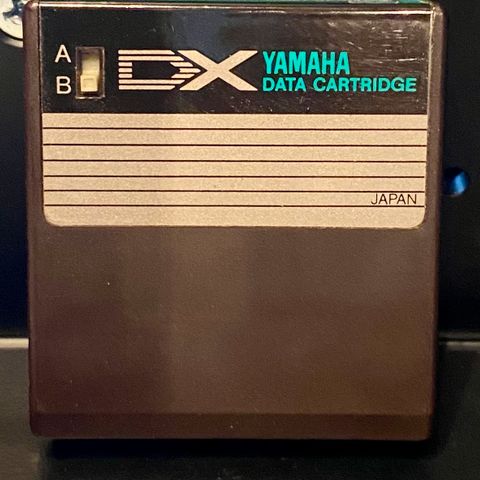 A
B
DX
YAMAHA
DATA CARTRIDGE
JAPAN